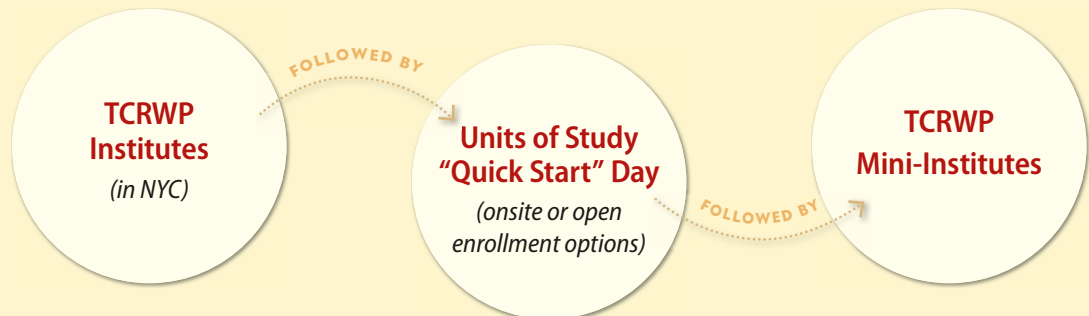 TCRWP
Institutes
(in NYC)
FOLLOWED BY
Units of Study
“Quick Start” Day
(onsite or open
enrollment options)
FOLLOWED BY
TCRWP
Mini-Institutes